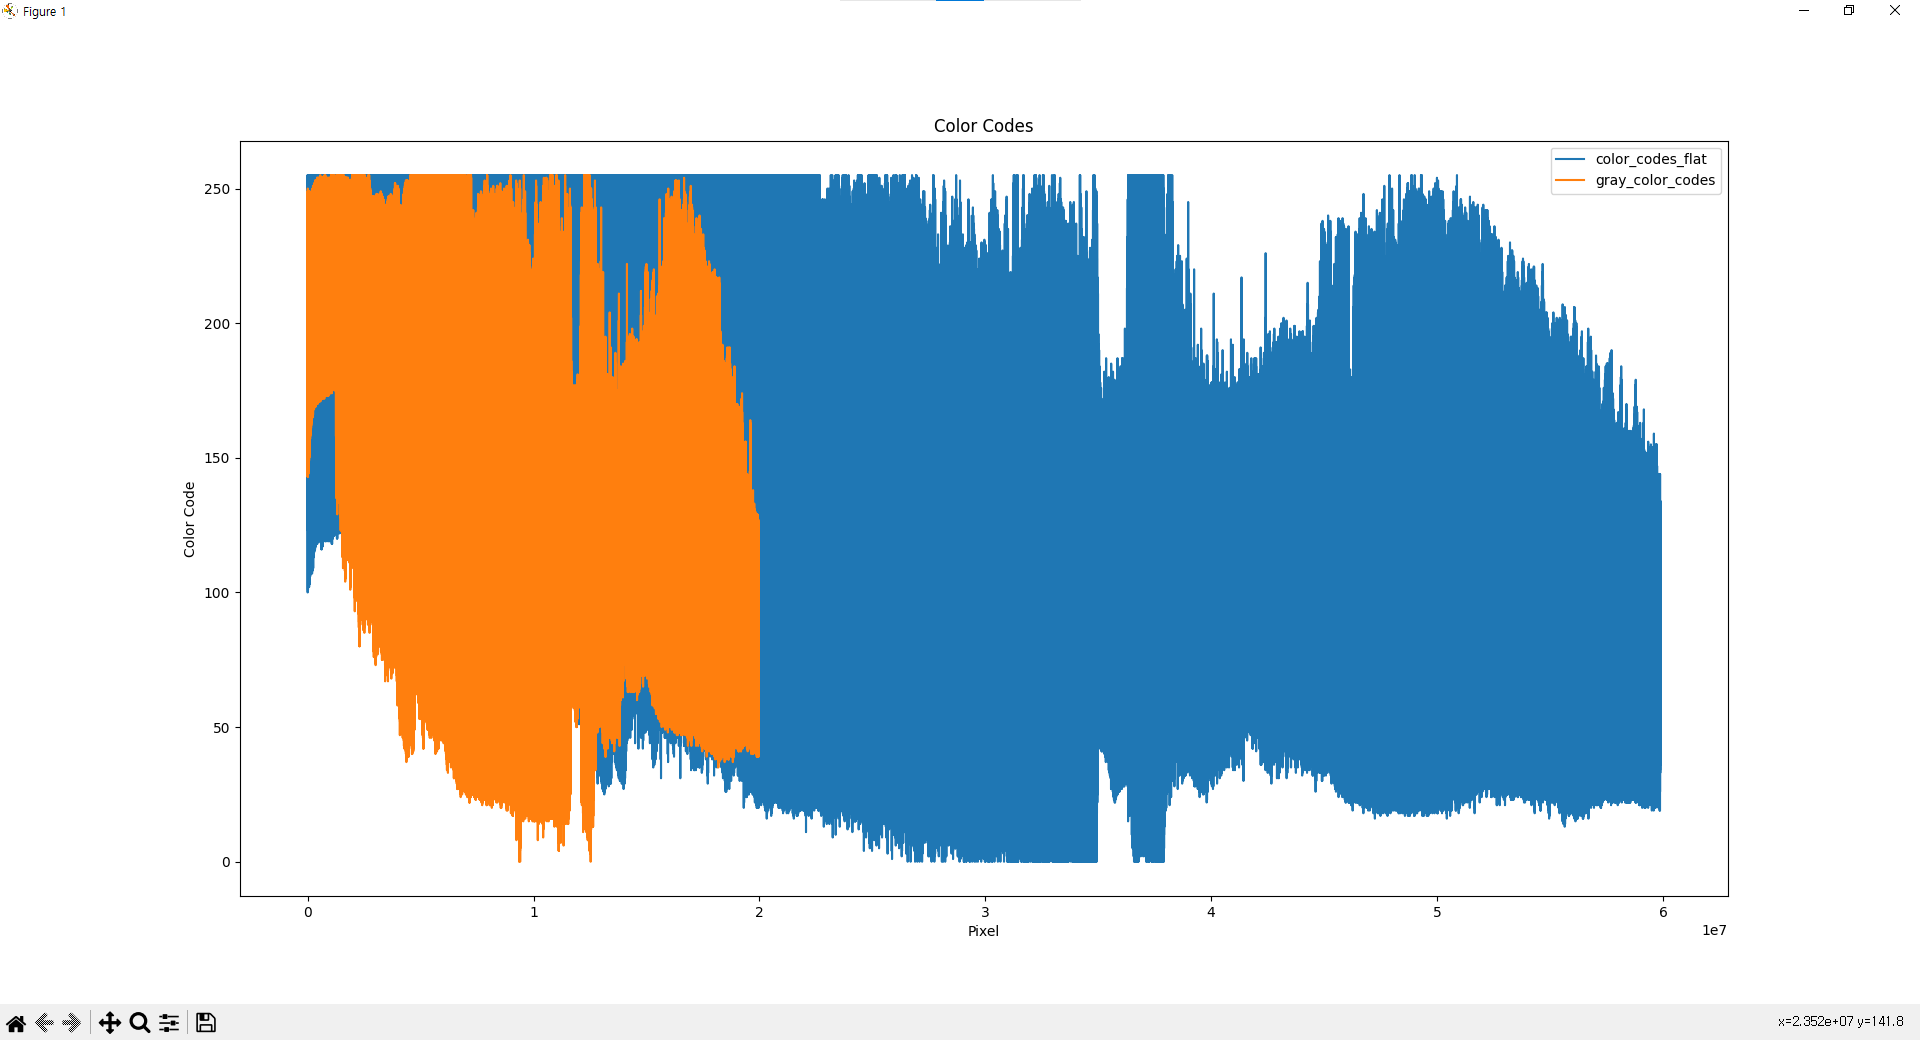 Figure 1
Color Codes
color_codes_flat
gray_color_codes
250
200
150
100
50
0
Color Code
0 1 2 3 4 5 6
Pixel
1e7
x=2.352e+07 y=141.8